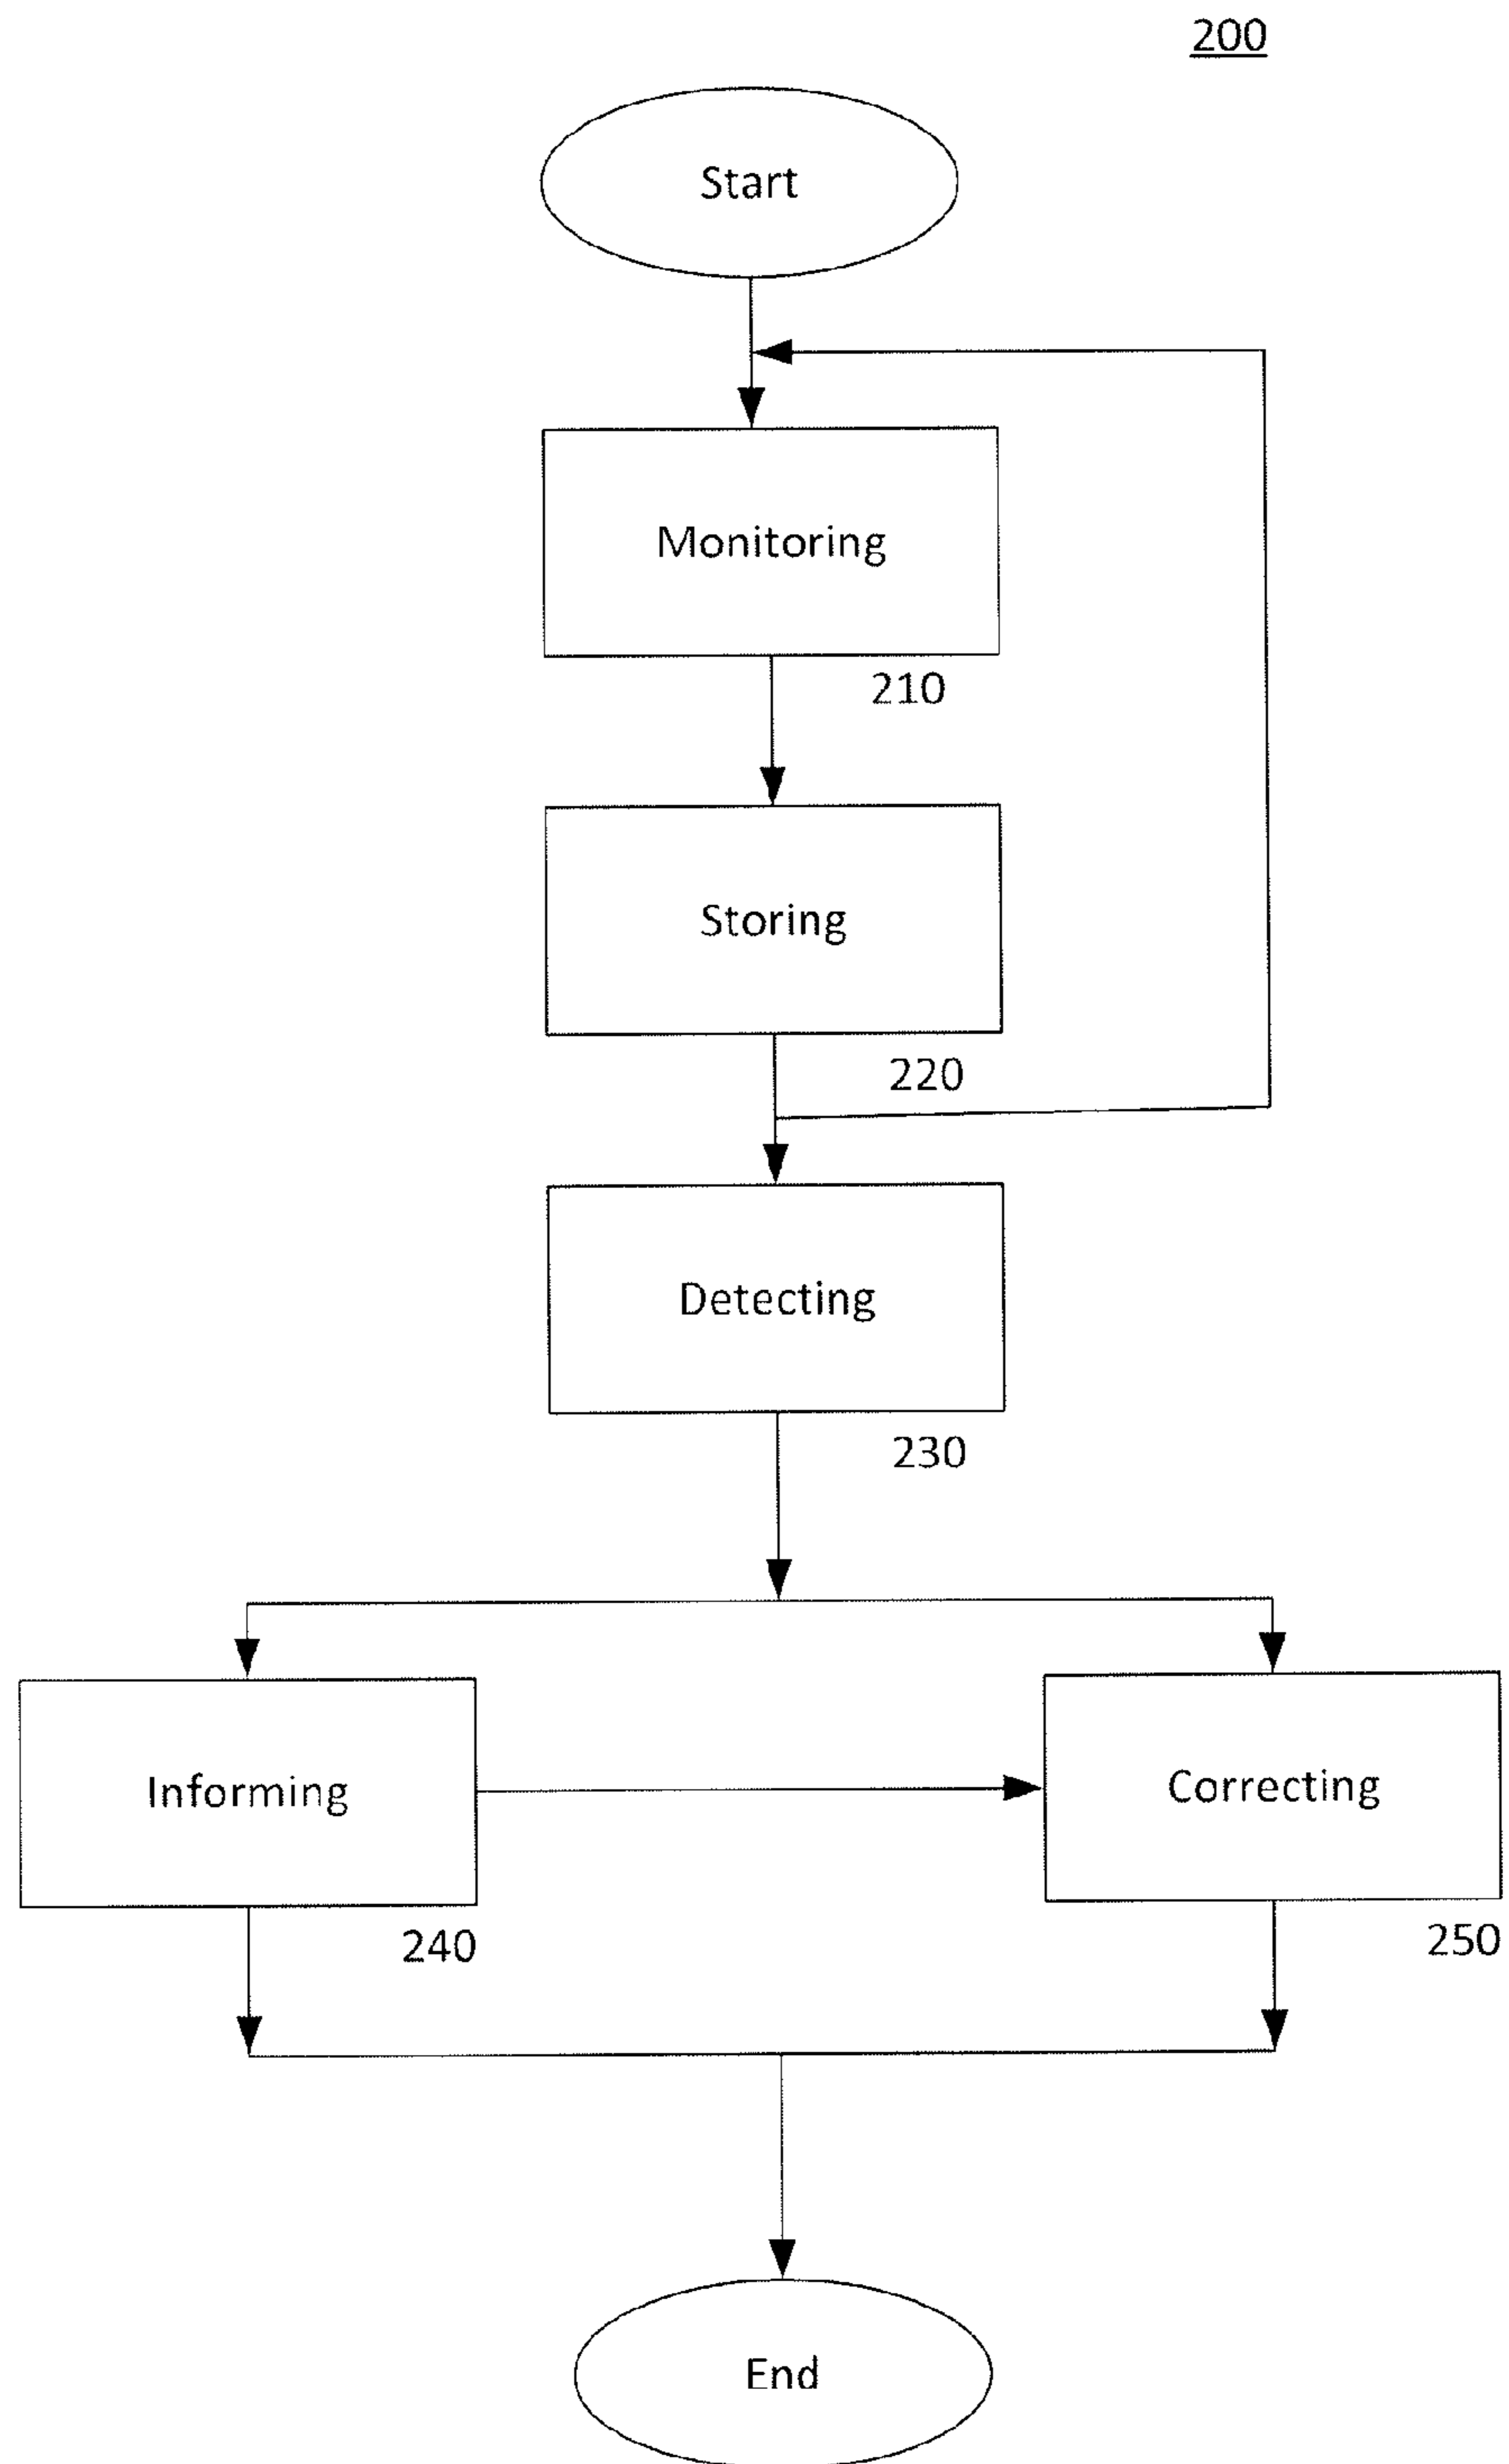 200
Start
Monitoring
210
Storing
220
Detecting
230
Informing
Correcting
240
250
End